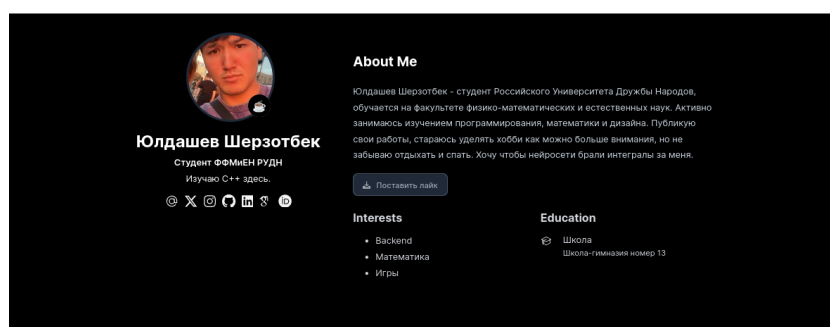 Юлдашев Шерзотбек
Студент ФФМиЕН РУДН
Изучаю C++ здесь.
About Me
Юлдашев Шерзотбек - студент Российского Университета Дружбы Народов,
обучается на факультете физико-математических и естественных наук. Активно
занимаюсь изучением программирования, математики и дизайна. Публикую
свои работы, стараюсь уделять хобби как можно больше внимания, но не
забываю отдыхать и спать. Хочу чтобы нейросети брали интегралы за меня.
Поставить лайк
Interests
• Backend
• Математика
• Игры
Education
Школа
Школа-гимназия номер 13